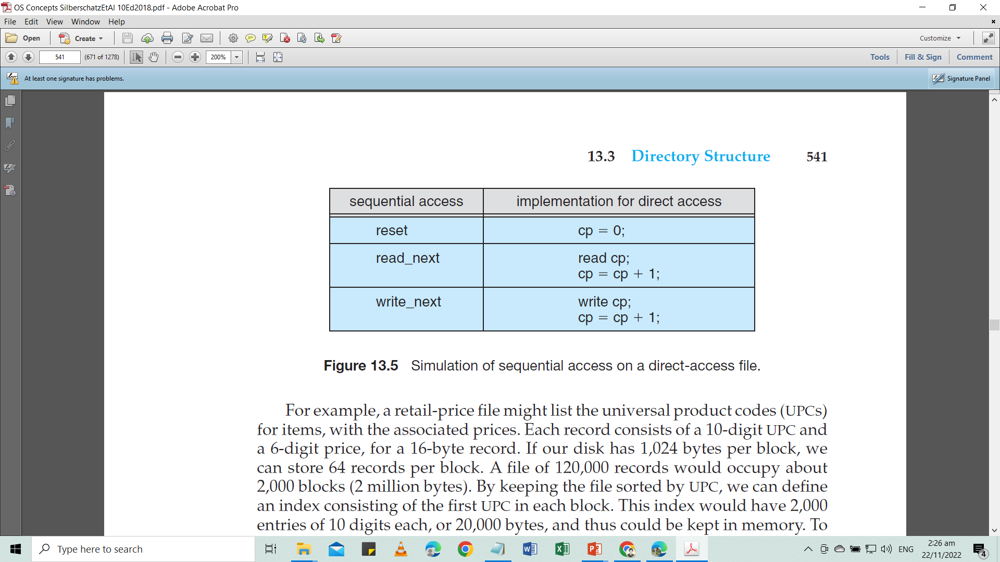 OS Concepts SilberschatzEtAl 10Ed2018.pdf - Adobe Acrobat Pro
File Edit View Window Help
Open Create Customize
541 (671 of 1278) 200% Tools Fill & Sign Comment
At least one signature has problems. Signature Panel
13.3 Directory Structure 541
sequential access implementation for direct access
reset cp = 0;
read_next read cp;
cp = cp + 1;
write_next write cp;
cp = cp + 1;
Figure 13.5 Simulation of sequential access on a direct-access file.
For example, a retail-price file might list the universal product codes (UPCs)
for items, with the associated prices. Each record consists of a 10-digit UPC and
a 6-digit price, for a 16-byte record. If our disk has 1,024 bytes per block, we
can store 64 records per block. A file of 120,000 records would occupy about
2,000 blocks (2 million bytes). By keeping the file sorted by UPC, we can define
an index consisting of the first UPC in each block. This index would have 2,000
entries of 10 digits each, or 20,000 bytes, and thus could be kept in memory. To
Type here to search ENG 2:26 am
22/11/2022 4